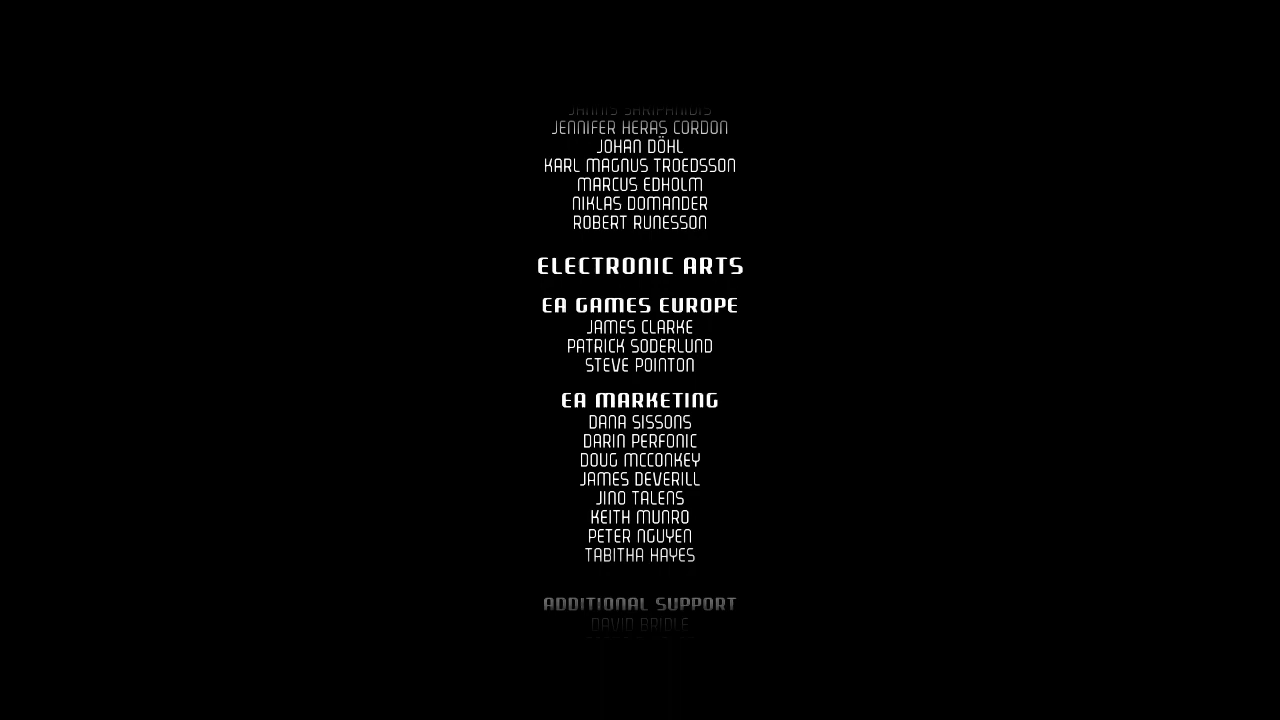 JANNIS SARIPANIDIS
JENNIFER HERAS CORDON
JOHAN DÖHL
KARL MAGNUS TROEDSSON
MARCUS EDHOLM
NIKLAS DOMANDER
ROBERT RUNESSON
ELECTRONIC ARTS
EA GAMES EUROPE
JAMES CLARKE
PATRICK SODERLUND
STEVE POINTON
EA MARKETING
DANA SISSONS
DARIN PERFONIC
DOUG MCCONKEY
JAMES DEVERILL
JINO TALENS
KEITH MUNRO
PETER NGUYEN
TABITHA HAYES
ADDITIONAL SUPPORT
DAVID BRIDLE